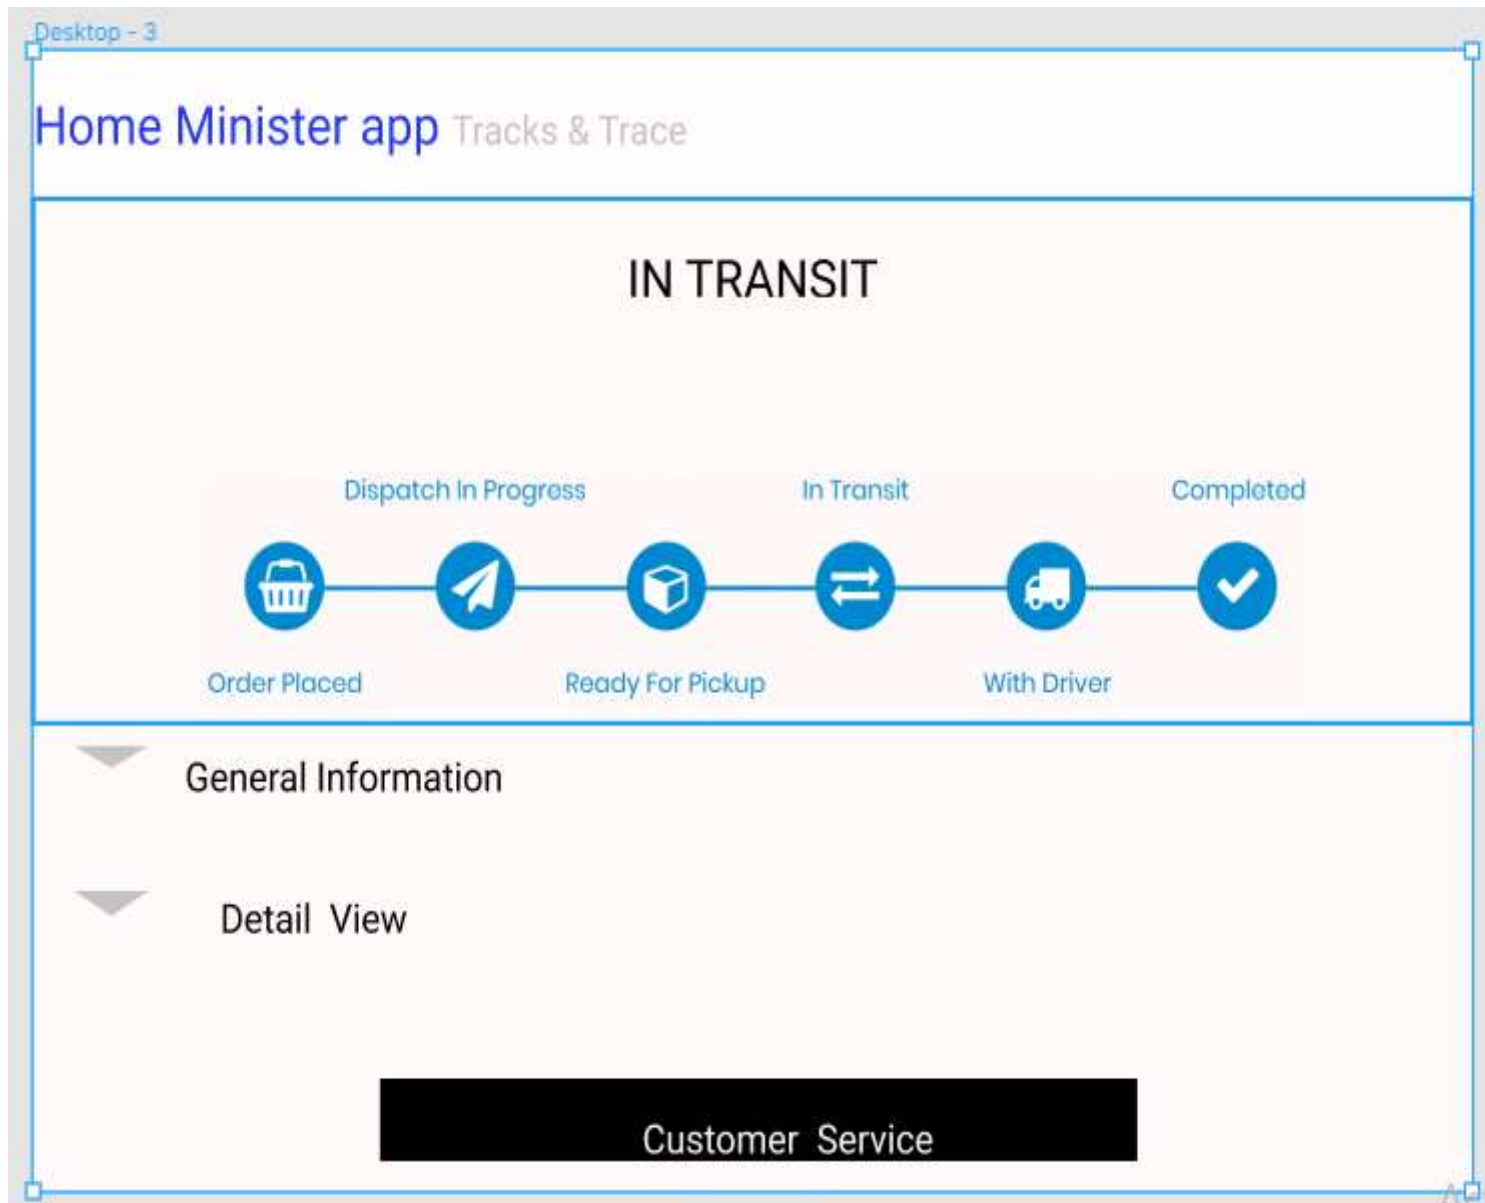 Desktop - 3
Home Minister app Tracks & Trace
IN TRANSIT
Dispatch In Progress In Transit Completed
Order Placed Ready For Pickup With Driver
General Information
Detail View
Customer Service